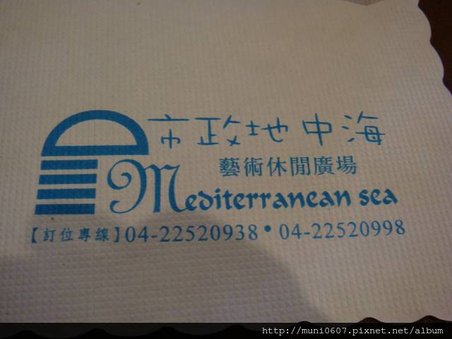 市政地中海
藝術休閒廣場
Mediterranean sea
【訂位專線】04-22520938•04-22520998
http://muni0607.pixnet.net/album